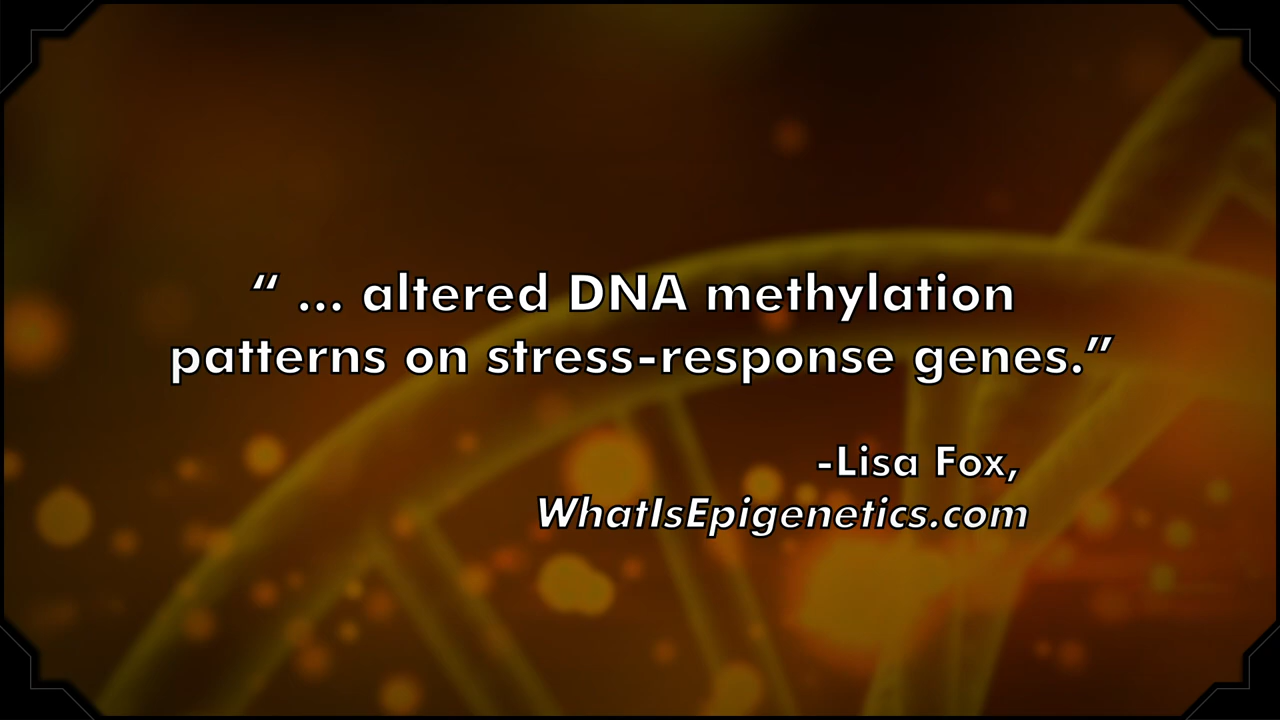 “ ... altered DNA methylation
patterns on stress-response genes.”
-Lisa Fox,
WhatIsEpigenetics.com